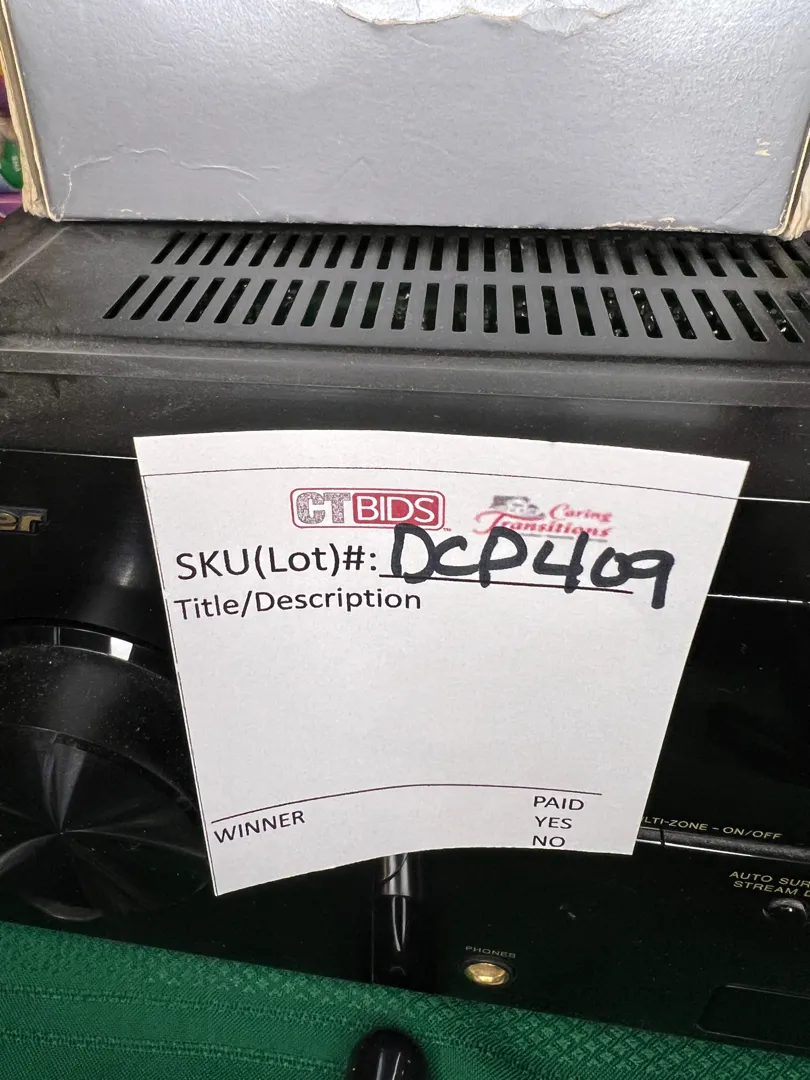 CTBIDS
Caring
Transitions
SKU(Lot)#: DCP409
Title/Description
WINNER
PAID
YES
NO
er
LTI-ZONE – ON/OFF
AUTO SUR
STREAM D
PHONES